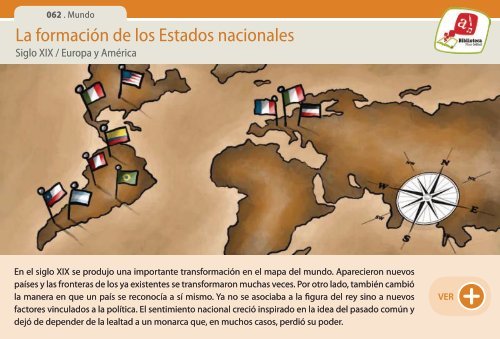 062 . Mundo
La formación de los Estados nacionales
Siglo XIX / Europa y América
a!
Biblioteca
N
E
S
W
NE
SE
SW
En el siglo XIX se produjo una importante transformación en el mapa del mundo. Aparecieron nuevos
países y las fronteras de los ya existentes se transformaron muchas veces. Por otro lado, también cambió
la manera en que un país se reconocía a sí mismo. Ya no se asociaba a la figura del rey sino a nuevos
factores vinculados a la política. El sentimiento nacional creció inspirado en la idea del pasado común y
dejó de depender de la lealtad a un monarca que, en muchos casos, perdió su poder.
VER